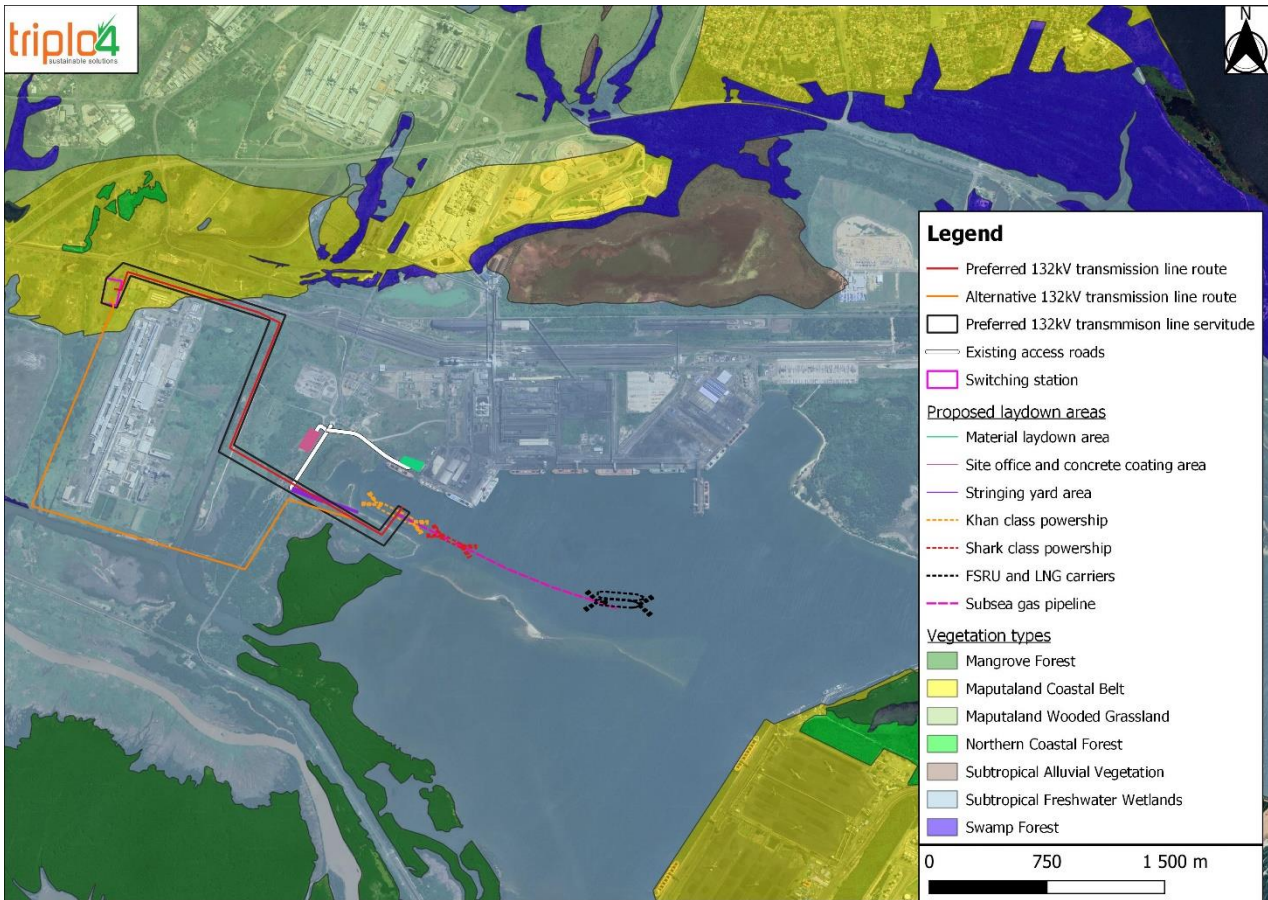 triplo4
sustainable solutions
N
Legend
Preferred 132kV transmission line route
Alternative 132kV transmission line route
Preferred 132kV transmmison line servitude
Existing access roads
Switching station
Proposed laydown areas
Material laydown area
Site office and concrete coating area
Stringing yard area
Khan class powership
Shark class powership
FSRU and LNG carriers
Subsea gas pipeline
Vegetation types
Mangrove Forest
Maputaland Coastal Belt
Maputaland Wooded Grassland
Northern Coastal Forest
Subtropical Alluvial Vegetation
Subtropical Freshwater Wetlands
Swamp Forest
0 750 1 500 m